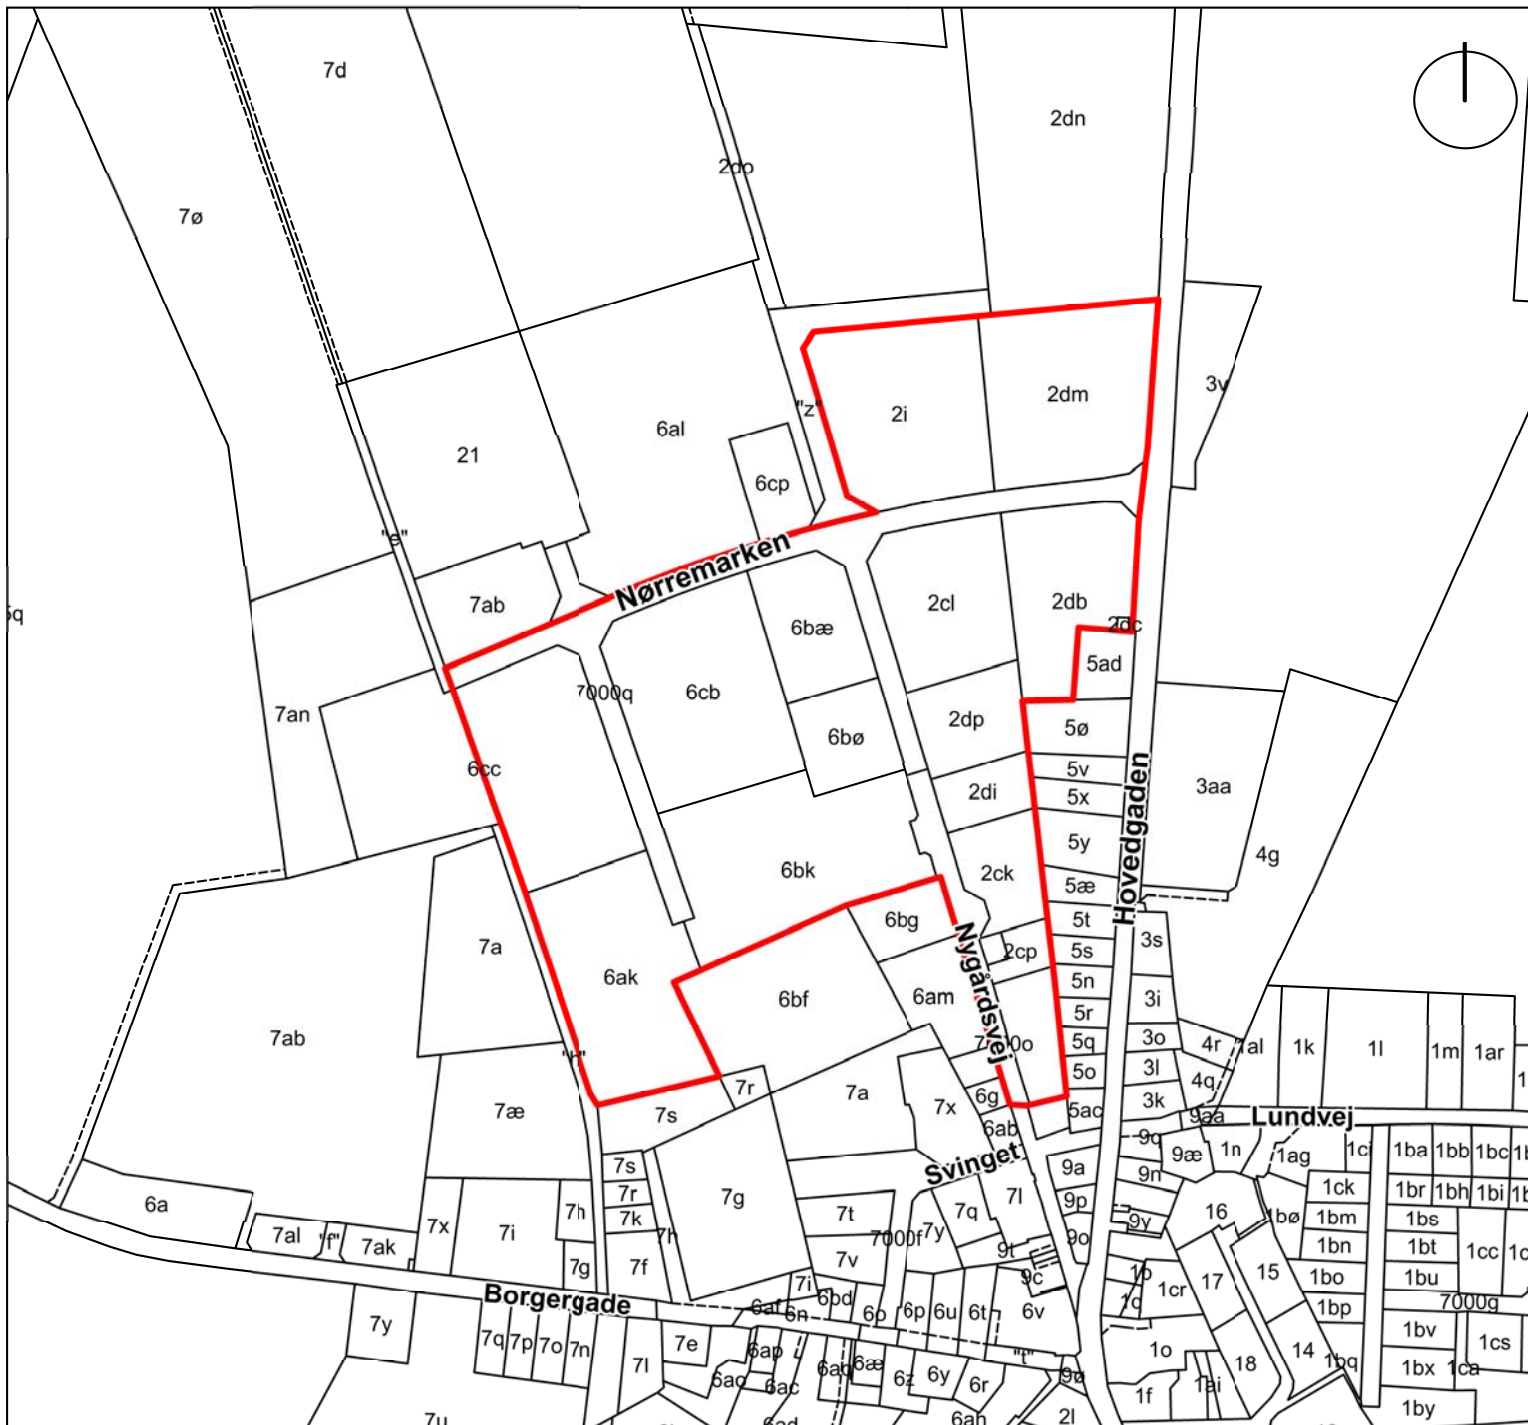 7d
2dn
2do
7ø
3v
2dm
"z"
2i
6al
21
6cp
"e"
Nørremarken
7ab
2cl
2db
2dc
6bæ
5ad
7000q
6cb
7an
2dp
5ø
6bø
6cc
5v
2di
3aa
5x
Hovedgaden
5y
4g
6bk
2ck
5æ
6bg
5t
3s
7a
5s
2cp
Nygårdsvej
6ak
5n
6bf
6am
3i
5r
7ab
3o
4r
1k
1l
1m
1ar
5q
"h"
3l
5o
4q
7r
7a
6g
7x
3k
7æ
7s
5ac
9aa
Lundvej
6ab
9q
1n
1ba
1bb
1bc
9æ
1ag
Svinget
7s
9a
9n
1ck
7r
7g
7l
9p
1br
1bh
1bi
6a
7h
7t
7q
16
1bø
1bm
1bs
7k
7x
7i
7al
"f"
7ak
7000f
7y
9y
9o
1bn
1bt
1cc
7v
9t
7g
7f
7i
9c
1cr
17
15
1bo
1bu
Borgergade
6af
6n
6bd
6p
6u
6t
6v
1bp
7000g
7y
7q
7p
7o
7n
7e
6ap
1o
1bv
1cs
14
6æ
"t"
18
1bq
7l
6y
1bx
1ca
6z
9ø
6ac
6r
1ai
1f
1by
7u
2l